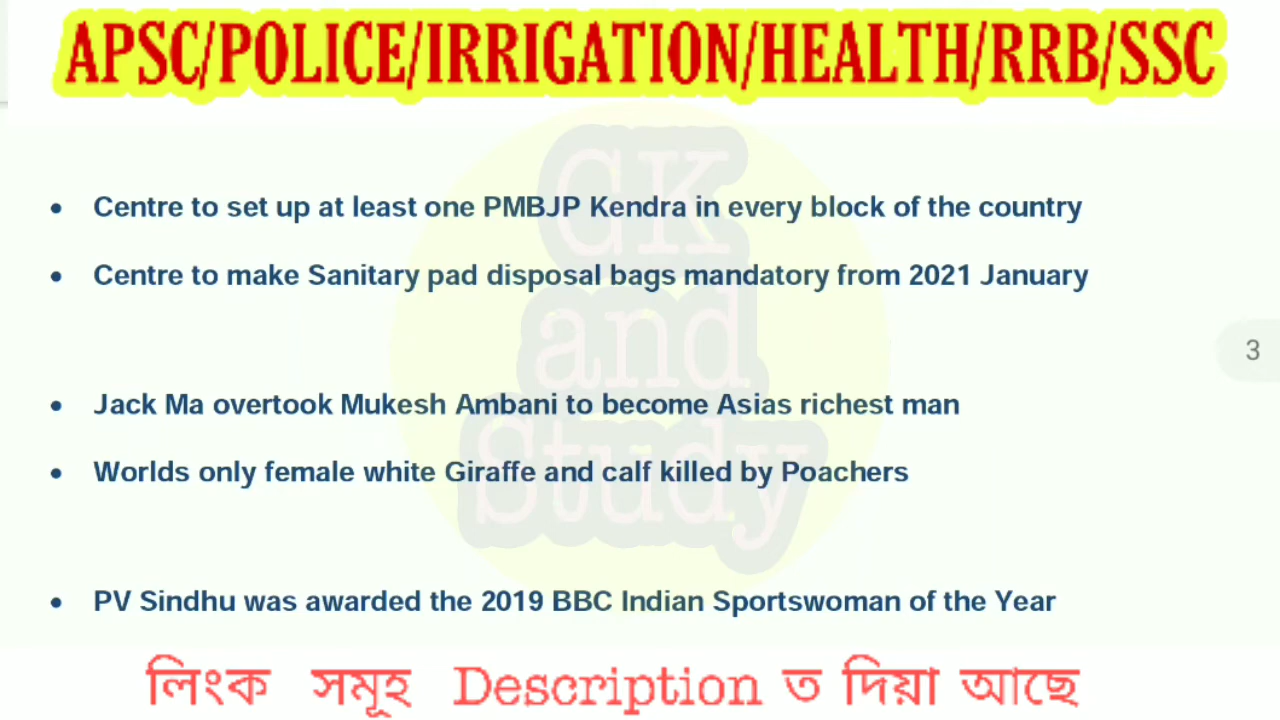 APSC/POLICE/IRRIGATION/HEALTH/RRB/SSC
• Centre to set up at least one PMBJP Kendra in every block of the country
• Centre to make Sanitary pad disposal bags mandatory from 2021 January
3
• Jack Ma overtook Mukesh Ambani to become Asias richest man
• Worlds only female white Giraffe and calf killed by Poachers
• PV Sindhu was awarded the 2019 BBC Indian Sportswoman of the Year
GK
and
Study
লিংক সমূহ Description ত দিয়া আছে